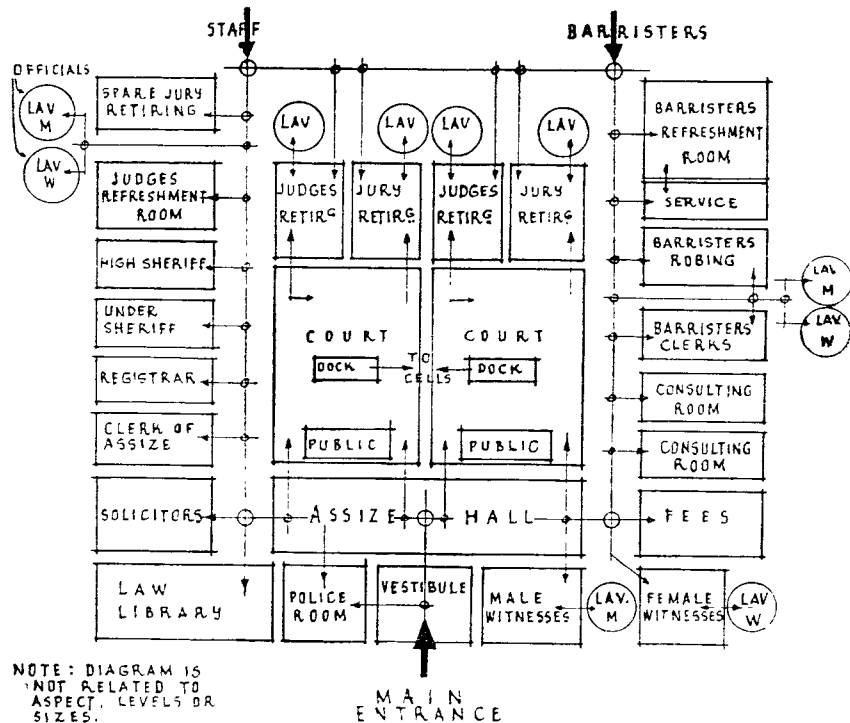 STAFF
BARRISTERS
OFFICIALS
LAV
M
LAV
W
SPARE JURY
RETIRING
JUDGES
REFRESHMENT
ROOM
HIGH SHERIFF
UNDER
SHERIFF
REGISTRAR
CLERK OF
ASSIZE
SOLICITORS
LAW
LIBRARY
LAV
LAV
LAV
LAV
JUDGES
RETIRG
JURY
RETIRG
JUDGES
RETIRG
JURY
RETIRG
COURT
DOCK
PUBLIC
TO
CELLS
COURT
DOCK
PUBLIC
ASSIZE HALL
POLICE
ROOM
VESTIBULE
MALE
WITNESSES
LAV.
M
FEMALE
WITNESSES
LAV
W
BARRISTERS
REFRESHMENT
ROOM
SERVICE
BARRISTERS
ROBING
LAV
M
LAV.
W
BARRISTERS
CLERKS
CONSULTING
ROOM
CONSULTING
ROOM
FEES
MAIN
ENTRANCE
NOTE: DIAGRAM IS
NOT RELATED TO
ASPECT, LEVELS OR
SIZES.